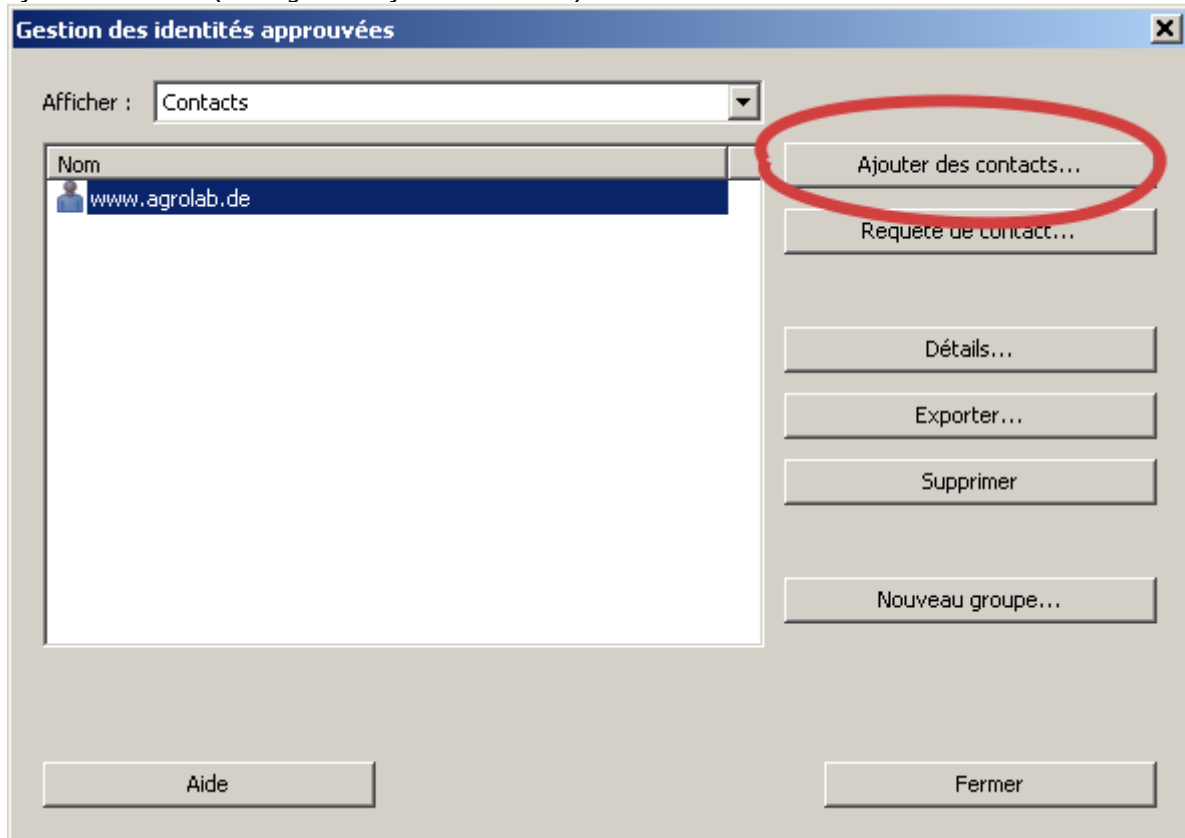 Gestion des identités approuvées
Afficher :
Contacts
Nom
www.agrolab.de
Ajouter des contacts...
Requête de contact...
Détails...
Exporter...
Supprimer
Nouveau groupe...
Aide
Fermer